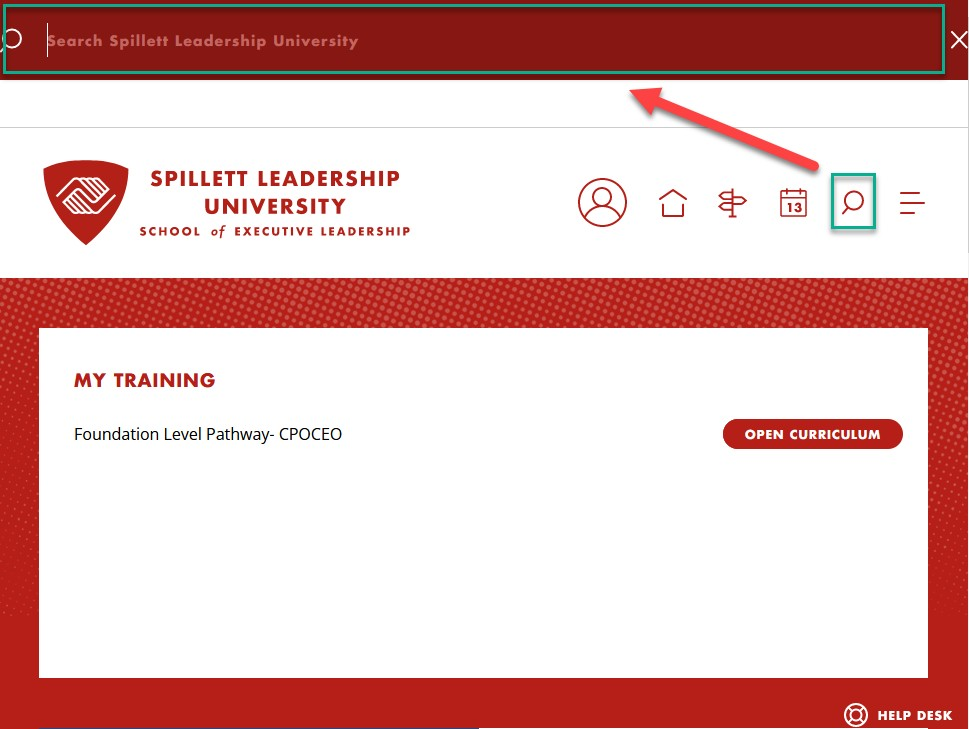 Search Spillett Leadership University
SPILLETT LEADERSHIP
UNIVERSITY
SCHOOL of EXECUTIVE LEADERSHIP
13
MY TRAINING
Foundation Level Pathway- CPOCEO
OPEN CURRICULUM
HELP DESK